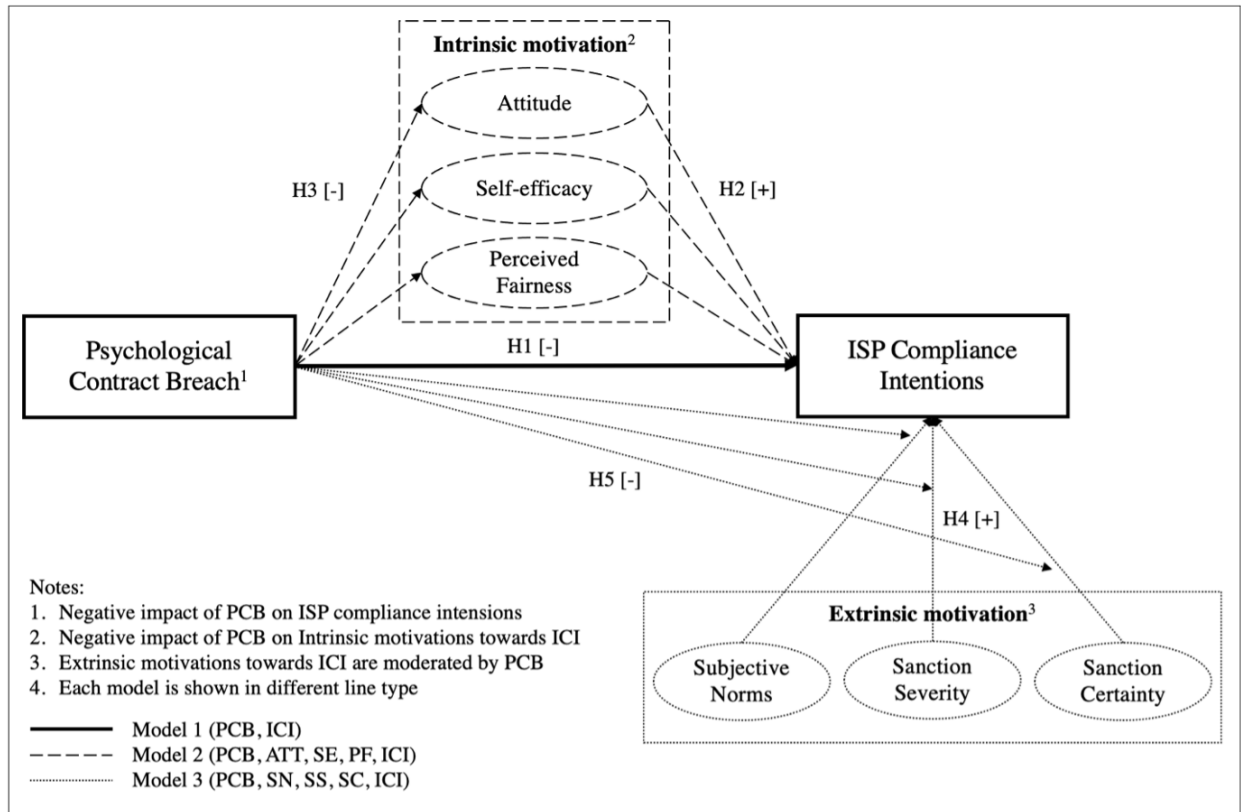 Intrinsic motivation²
Attitude
H3 [-]
Self-efficacy
H2 [+]
Perceived
Fairness
Psychological
Contract Breach¹
H1 [-]
ISP Compliance
Intentions
H5 [-]
H4 [+]
Notes:
1. Negative impact of PCB on ISP compliance intensions
2. Negative impact of PCB on Intrinsic motivations towards ICI
3. Extrinsic motivations towards ICI are moderated by PCB
4. Each model is shown in different line type
Model 1 (PCB, ICI)
Model 2 (PCB, ATT, SE, PF, ICI)
Model 3 (PCB, SN, SS, SC, ICI)
Extrinsic motivation³
Subjective
Norms
Sanction
Severity
Sanction
Certainty